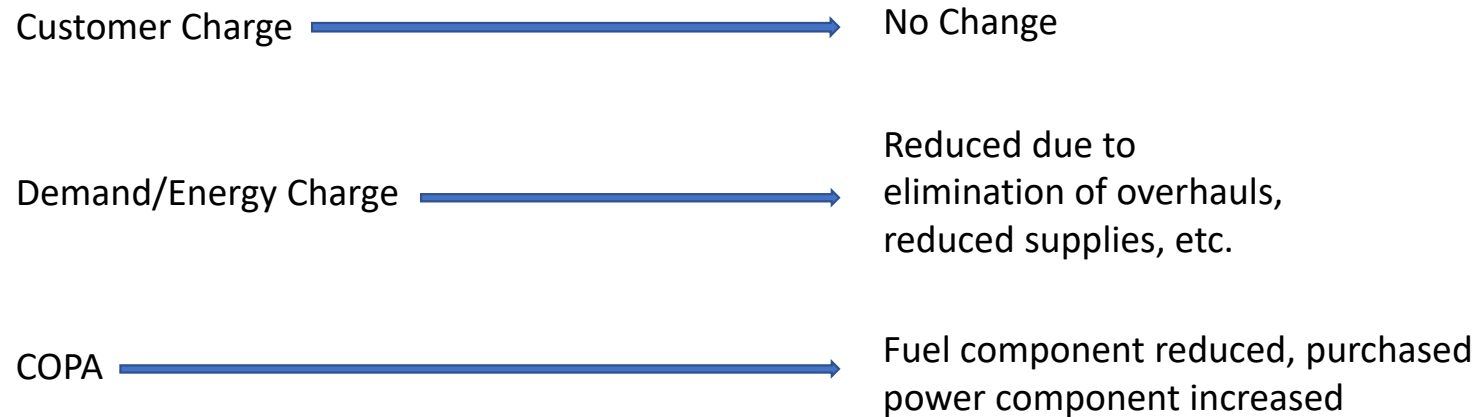 Customer Charge
No Change
Demand/Energy Charge
Reduced due to
elimination of overhauls,
reduced supplies, etc.
COPA
Fuel component reduced, purchased
power component increased